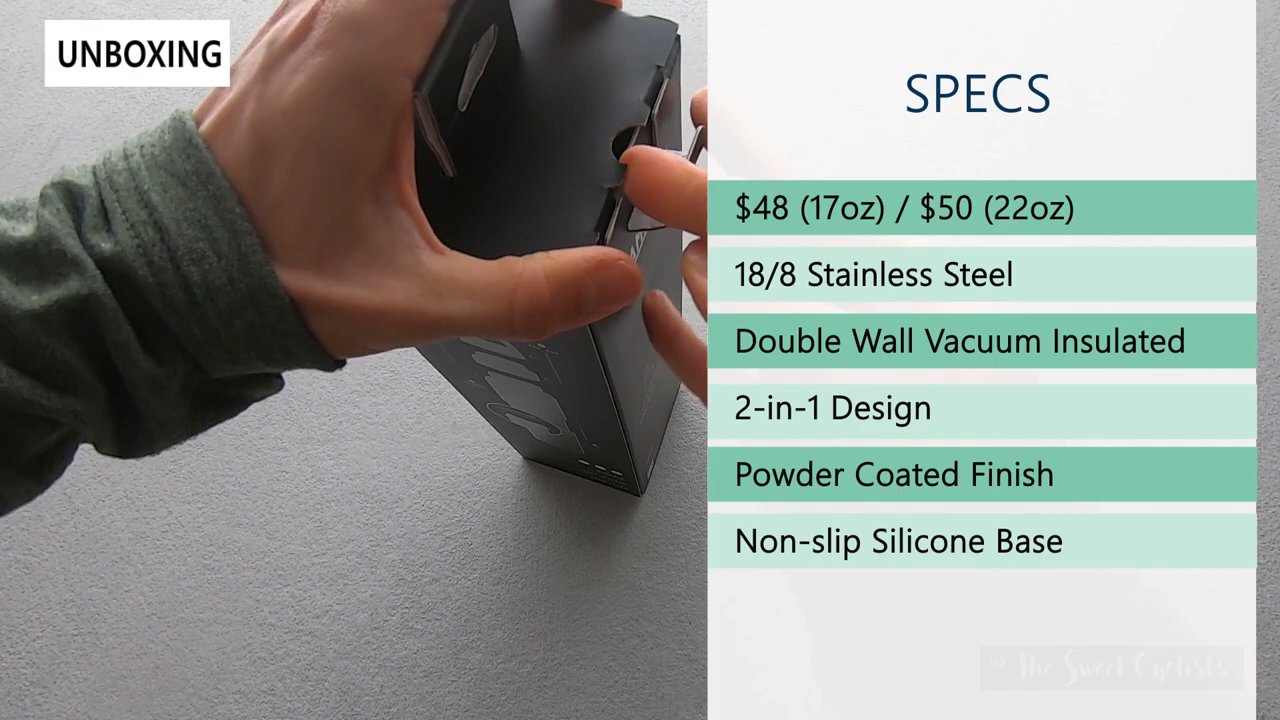 UNBOXING
SPECS
$48 (17oz) / $50 (22oz)
18/8 Stainless Steel
Double Wall Vacuum Insulated
2-in-1 Design
Powder Coated Finish
Non-slip Silicone Base
The Sweet Cyclists